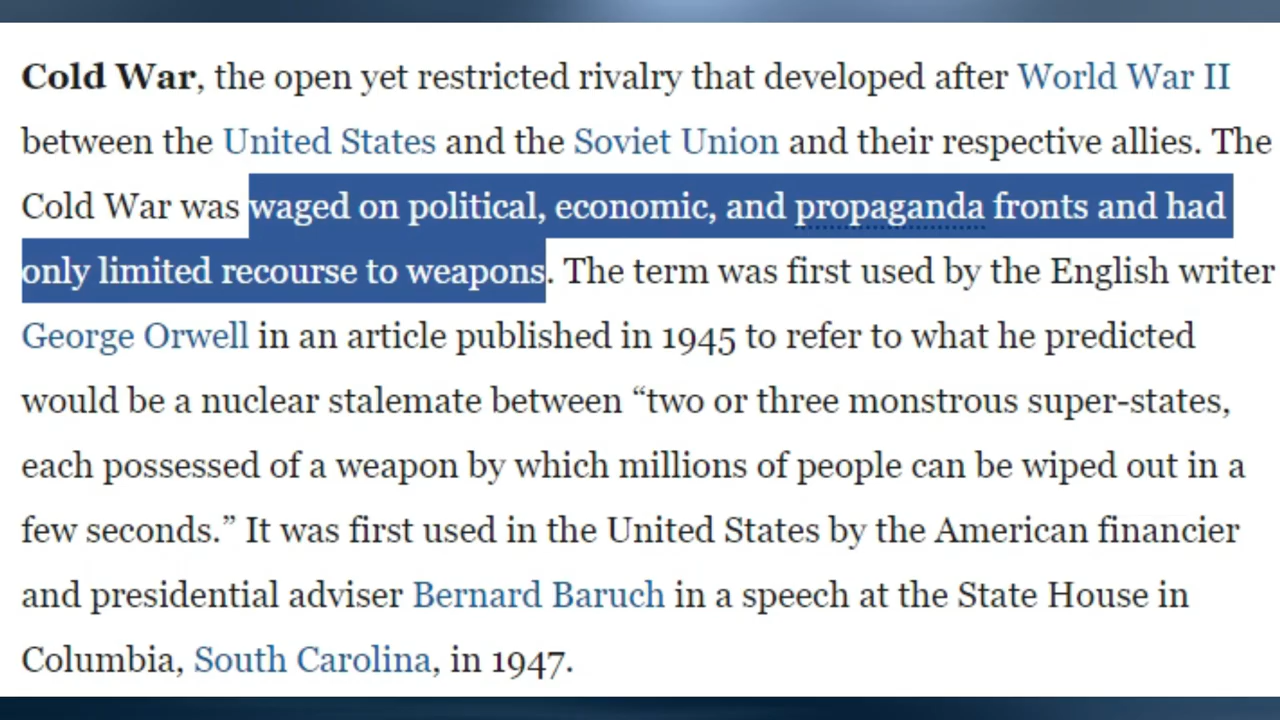 Cold War, the open yet restricted rivalry that developed after World War II
between the United States and the Soviet Union and their respective allies. The
Cold War was waged on political, economic, and propaganda fronts and had
only limited recourse to weapons. The term was first used by the English writer
George Orwell in an article published in 1945 to refer to what he predicted
would be a nuclear stalemate between “two or three monstrous super-states,
each possessed of a weapon by which millions of people can be wiped out in a
few seconds.” It was first used in the United States by the American financier
and presidential adviser Bernard Baruch in a speech at the State House in
Columbia, South Carolina, in 1947.